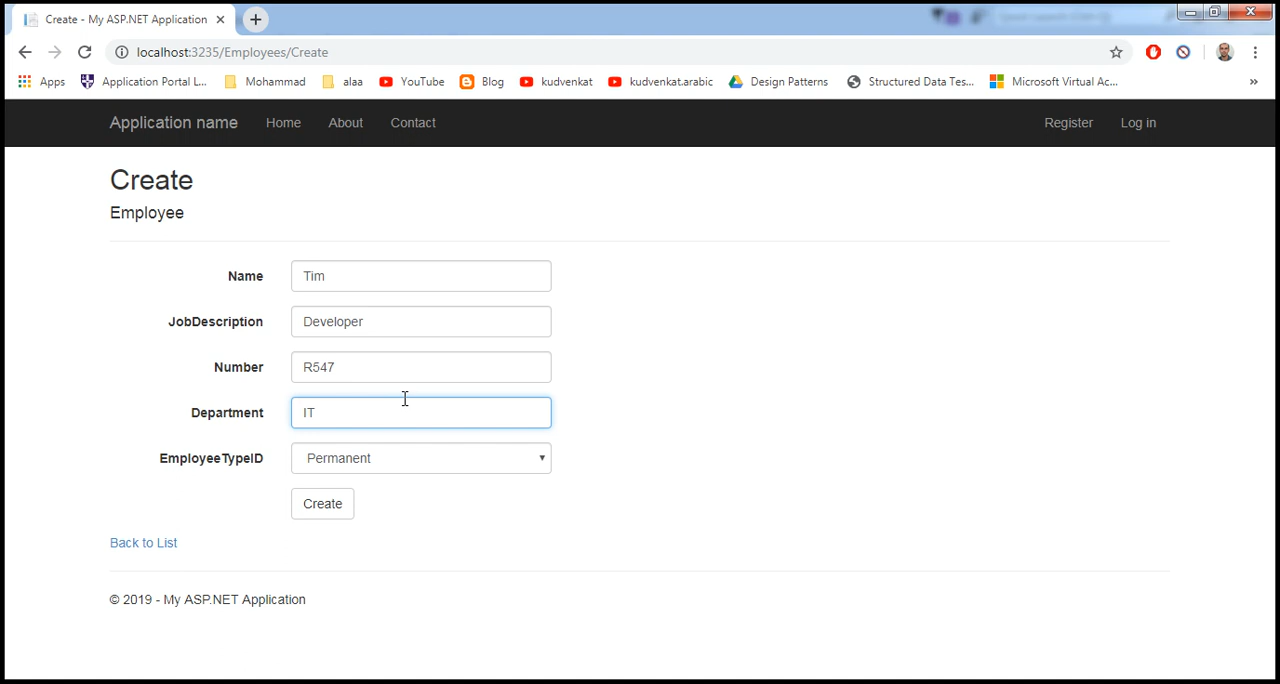 Create - My ASP.NET Application
localhost:3235/Employees/Create
Apps Application Portal L... Mohammad alaa YouTube Blog kudvenkat kudvenkat.arabic Design Patterns Structured Data Tes... Microsoft Virtual Ac... »
Application name Home About Contact Register Log in
Create
Employee
Name Tim
JobDescription Developer
Number R547
Department IT
EmployeeTypeID Permanent
Create
Back to List
© 2019 - My ASP.NET Application